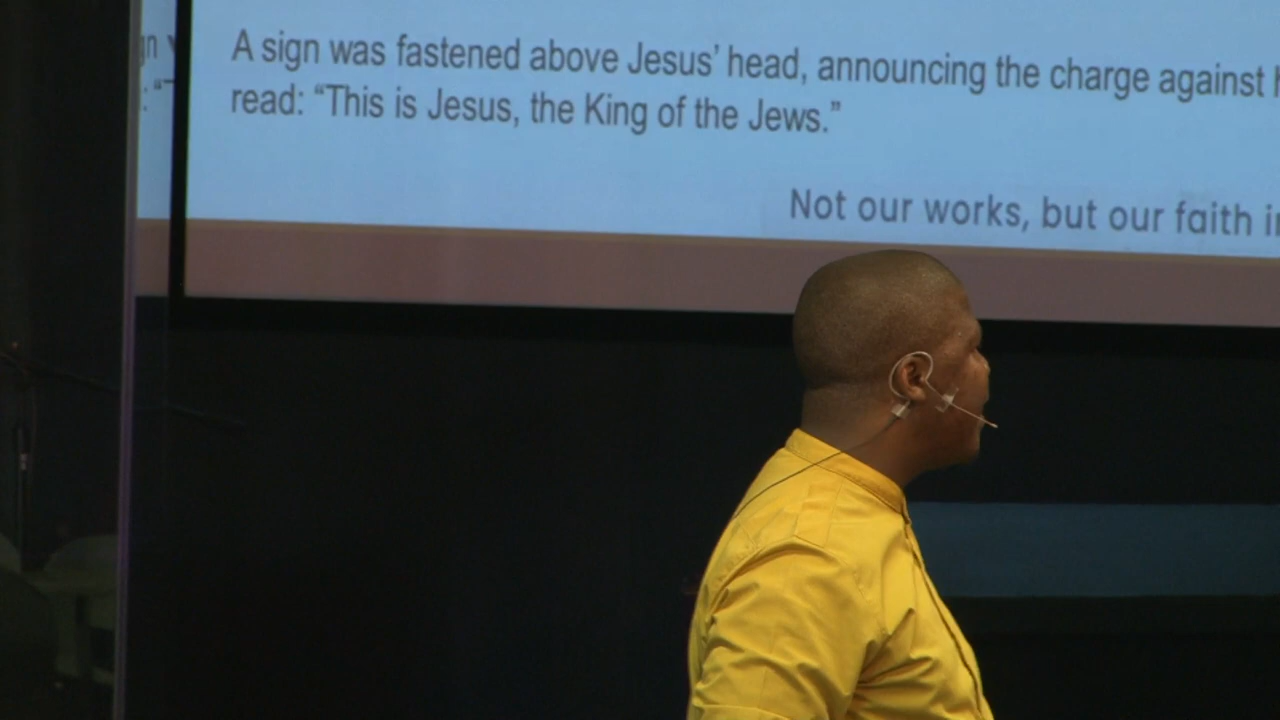 A sign was fastened above Jesus’ head, announcing the charge against
read: “This is Jesus, the King of the Jews.”
Not our works, but our faith